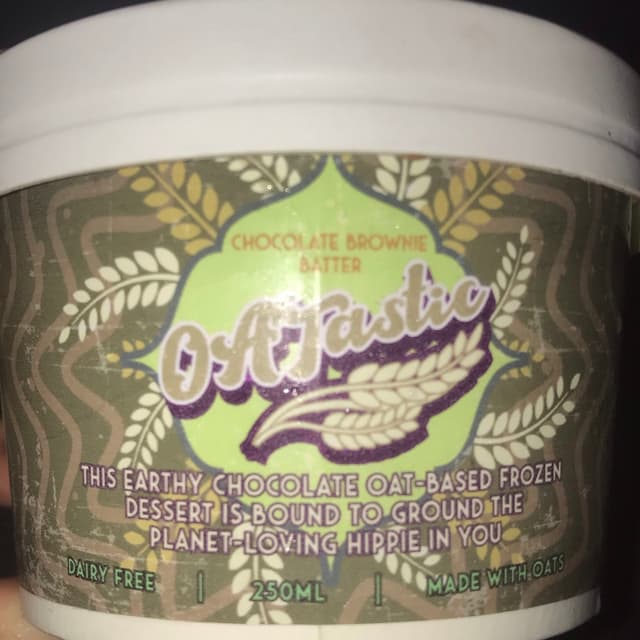 CHOCOLATE BROWNIE
BATTER
OATastic
THIS EARTHY CHOCOLATE OAT-BASED FROZEN
DESSERT IS BOUND TO GROUND THE
PLANET-LOVING HIPPIE IN YOU
DAIRY FREE | 250ML | MADE WITH OATS